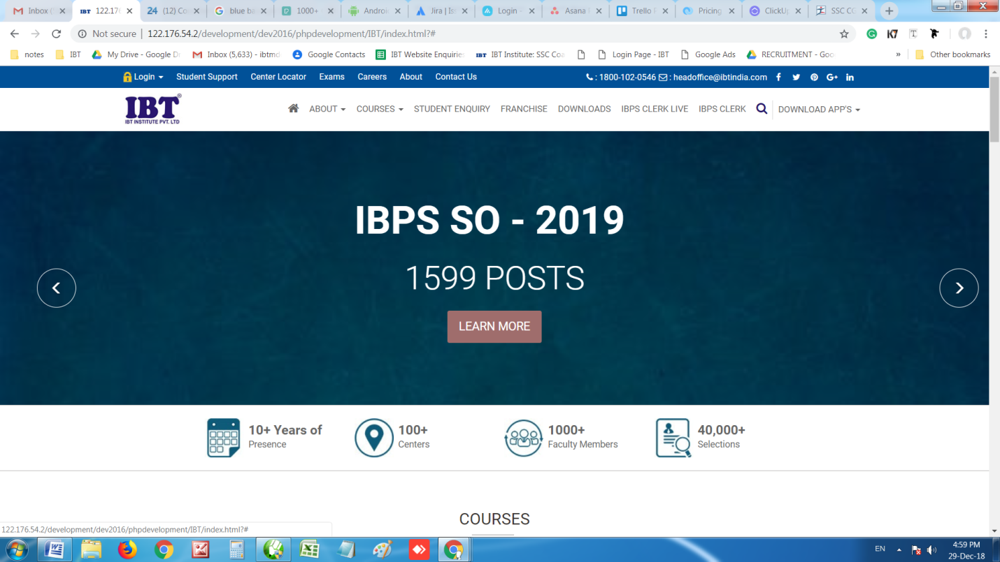 Inbox (
122.17
(12) Co
blue ba
1000+
Androi
Jira | Is
Login -
Asana
Trello
Pricing
ClickU
SSC CG
Not secure | 122.176.54.2/development/dev2016/phpdevelopment/IBT/index.html?#
notes IBT My Drive - Google Dr Inbox (5,633) - ibtmd Google Contacts IBT Website Enquiries IBT Institute: SSC Coa Login Page - IBT Google Ads RECRUITMENT - Goo » Other bookmarks
Login Student Support Center Locator Exams Careers About Contact Us : 1800-102-0546 : headoffice@ibtindia.com
IBT®
IBT INSTITUTE PVT. LTD
ABOUT COURSES STUDENT ENQUIRY FRANCHISE DOWNLOADS IBPS CLERK LIVE IBPS CLERK DOWNLOAD APP'S
IBPS SO - 2019
1599 POSTS
LEARN MORE
10+ Years of
Presence
100+
Centers
1000+
Faculty Members
40,000+
Selections
COURSES
122.176.54.2/development/dev2016/phpdevelopment/IBT/index.html?#
EN
4:59 PM
29-Dec-18